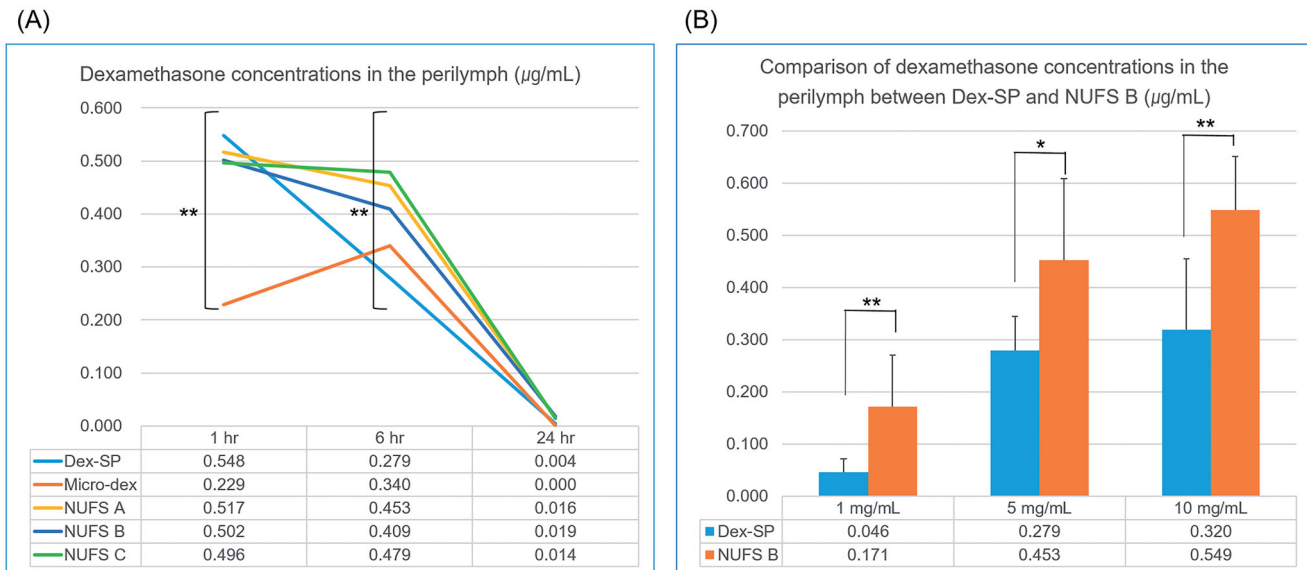 (A)
Dexamethasone concentrations in the perilymph (µg/mL)
0.600
0.500
0.400
0.300
0.200
0.100
0.000
**
**
1 hr 6 hr 24 hr
Dex-SP 0.548 0.279 0.004
Micro-dex 0.229 0.340 0.000
NUFS A 0.517 0.453 0.016
NUFS B 0.502 0.409 0.019
NUFS C 0.496 0.479 0.014
(B)
Comparison of dexamethasone concentrations in the
perilymph between Dex-SP and NUFS B (µg/mL)
0.700
0.600
0.500
0.400
0.300
0.200
0.100
0.000
**
*
**
1 mg/mL 5 mg/mL 10 mg/mL
Dex-SP 0.046 0.279 0.320
NUFS B 0.171 0.453 0.549